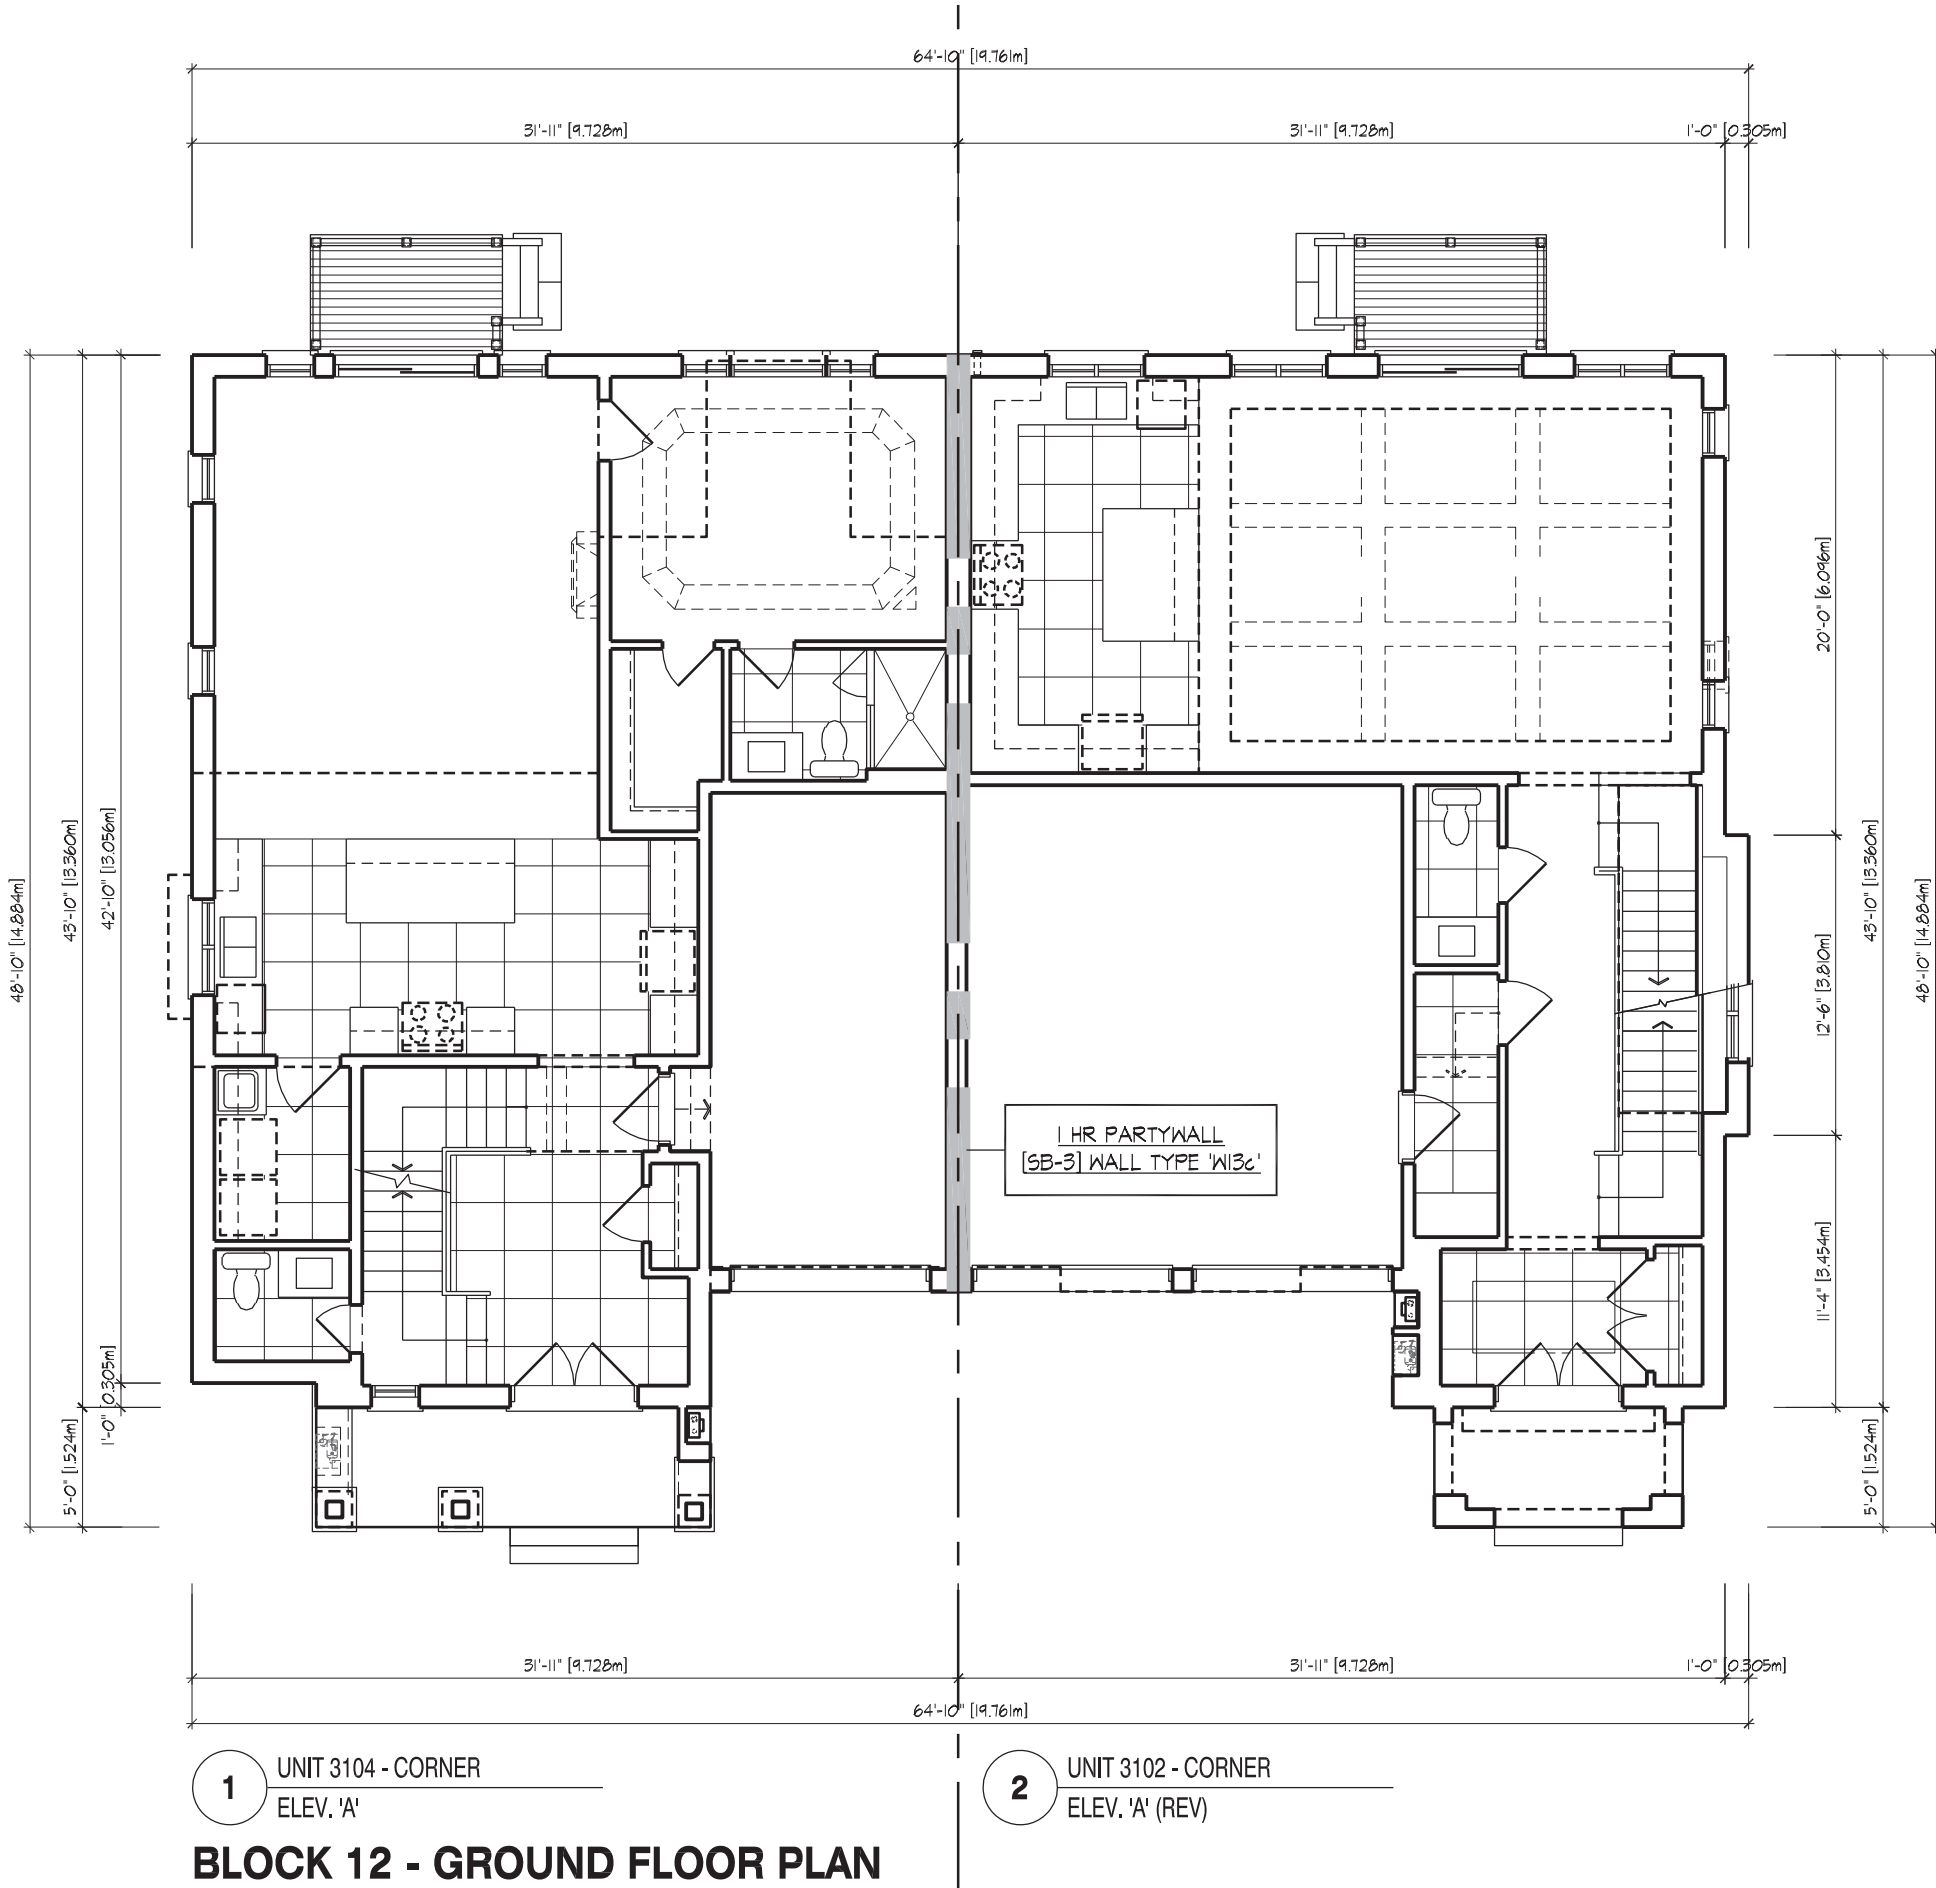 64'-10" [19.761m]
31'-11" [9.728m]
31'-11" [9.728m]
1'-0" [0.305m]
48'-10" [14.884m]
43'-10" [13.360m]
42'-10" [13.056m]
1'-0" [0.305m]
5'-0" [1.524m]
20'-0" [6.096m]
12'-6" [3.810m]
11'-4" [3.454m]
43'-10" [13.360m]
5'-0" [1.524m]
48'-10" [14.884m]
1 HR PARTYWALL
[SB-3] WALL TYPE 'W13c'
31'-11" [9.728m]
31'-11" [9.728m]
1'-0" [0.305m]
64'-10" [19.761m]
1
UNIT 3104 - CORNER
ELEV. 'A'
2
UNIT 3102 - CORNER
ELEV. 'A' (REV)
BLOCK 12 - GROUND FLOOR PLAN